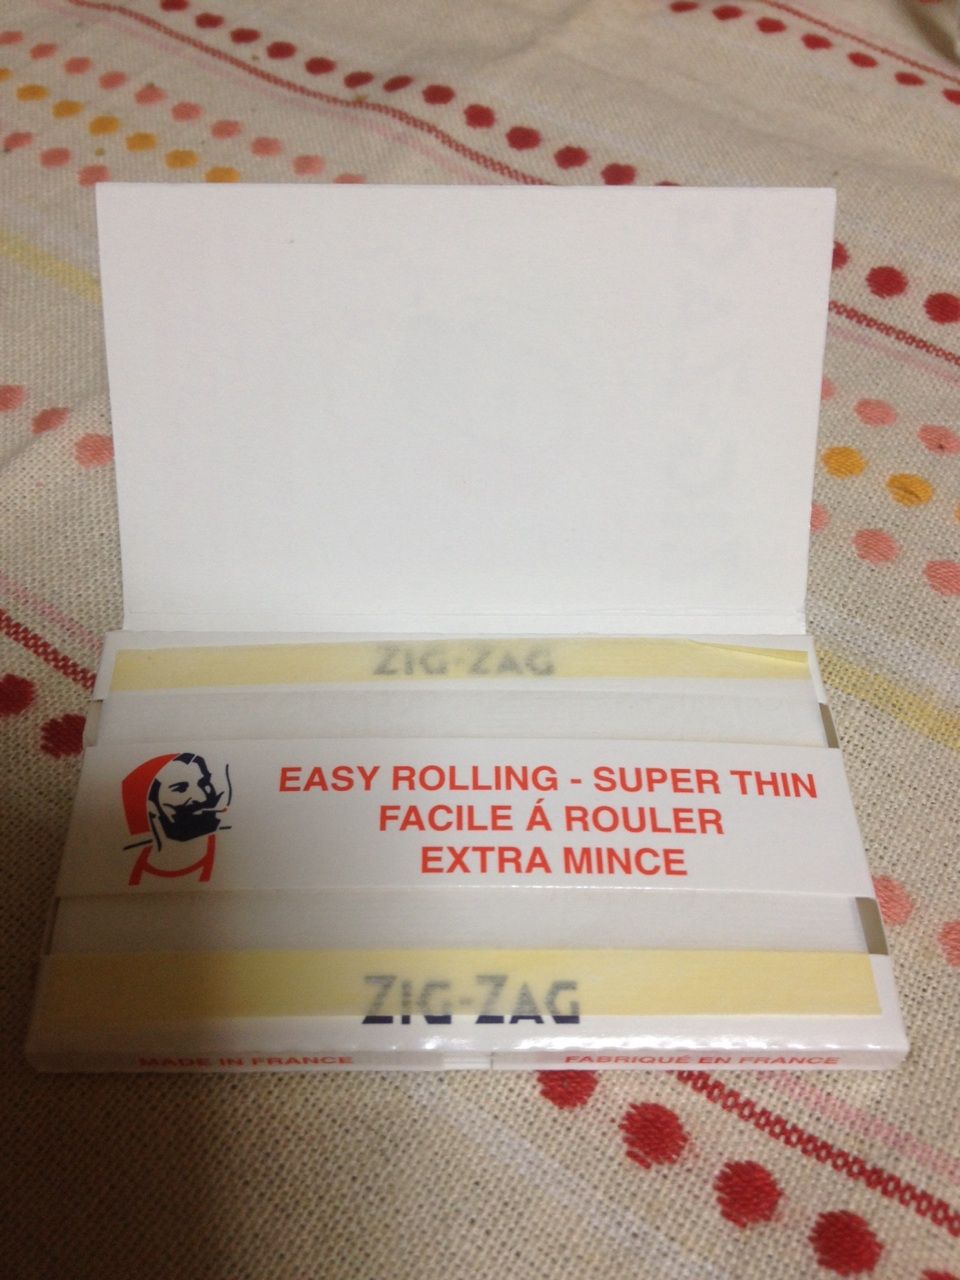 ZIG-ZAG
EASY ROLLING - SUPER THIN
FACILE Á ROULER
EXTRA MINCE
ZIG-ZAG
MADE IN FRANCE
FABRIQUÉ EN FRANCE